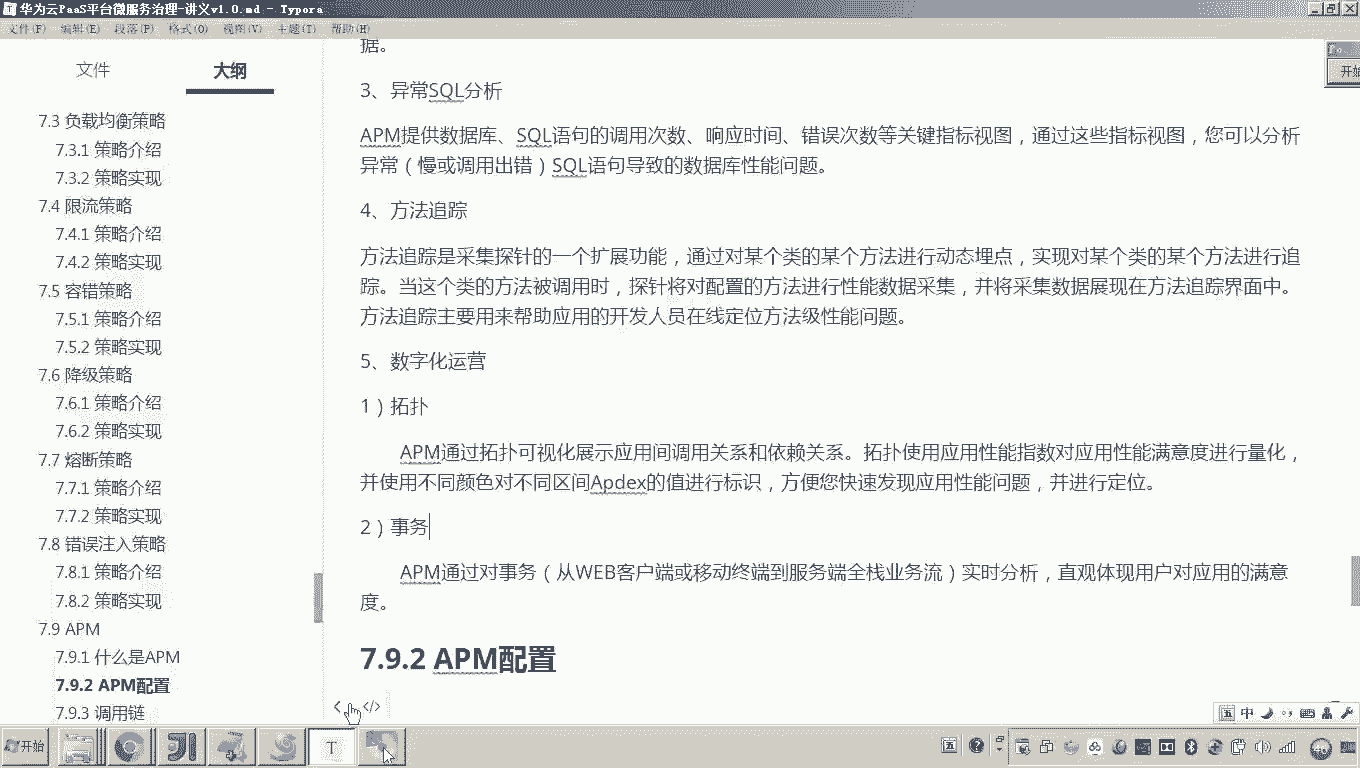 华为云PaaS平台微服务治理-讲义v1.0.md - Typora
文件(F) 编辑(E) 段落(P) 格式(O) 视图(V) 主题(T) 帮助(H)
文件 大纲
7.3 负载均衡策略
7.3.1 策略介绍
7.3.2 策略实现
7.4 限流策略
7.4.1 策略介绍
7.4.2 策略实现
7.5 容错策略
7.5.1 策略介绍
7.5.2 策略实现
7.6 降级策略
7.6.1 策略介绍
7.6.2 策略实现
7.7 熔断策略
7.7.1 策略介绍
7.7.2 策略实现
7.8 错误注入策略
7.8.1 策略介绍
7.8.2 策略实现
7.9 APM
7.9.1 什么是APM
7.9.2 APM配置
7.9.3 调用链
据。
3、异常SQL分析
APM提供数据库、SQL语句的调用次数、响应时间、错误次数等关键指标视图，通过这些指标视图，您可以分析
异常（慢或调用出错）SQL语句导致的数据库性能问题。
4、方法追踪
方法追踪是采集探针的一个扩展功能，通过对某个类的某个方法进行动态埋点，实现对某个类的某个方法进行追
踪。当这个类的方法被调用时，探针将对配置的方法进行性能数据采集，并将采集数据展现在方法追踪界面中。
方法追踪主要用来帮助应用的开发人员在线定位方法级性能问题。
5、数字化运营
1）拓扑
APM通过拓扑可视化展示应用间调用关系和依赖关系。拓扑使用应用性能指数对应用性能满意度进行量化，
并使用不同颜色对不同区间Apdex的值进行标识，方便您快速发现应用性能问题，并进行定位。
2）事务
APM通过对事务（从WEB客户端或移动终端到服务端全栈业务流）实时分析，直观体现用户对应用的满意
度。
7.9.2 APM配置
开始
< </>
五 中
开始
T
五